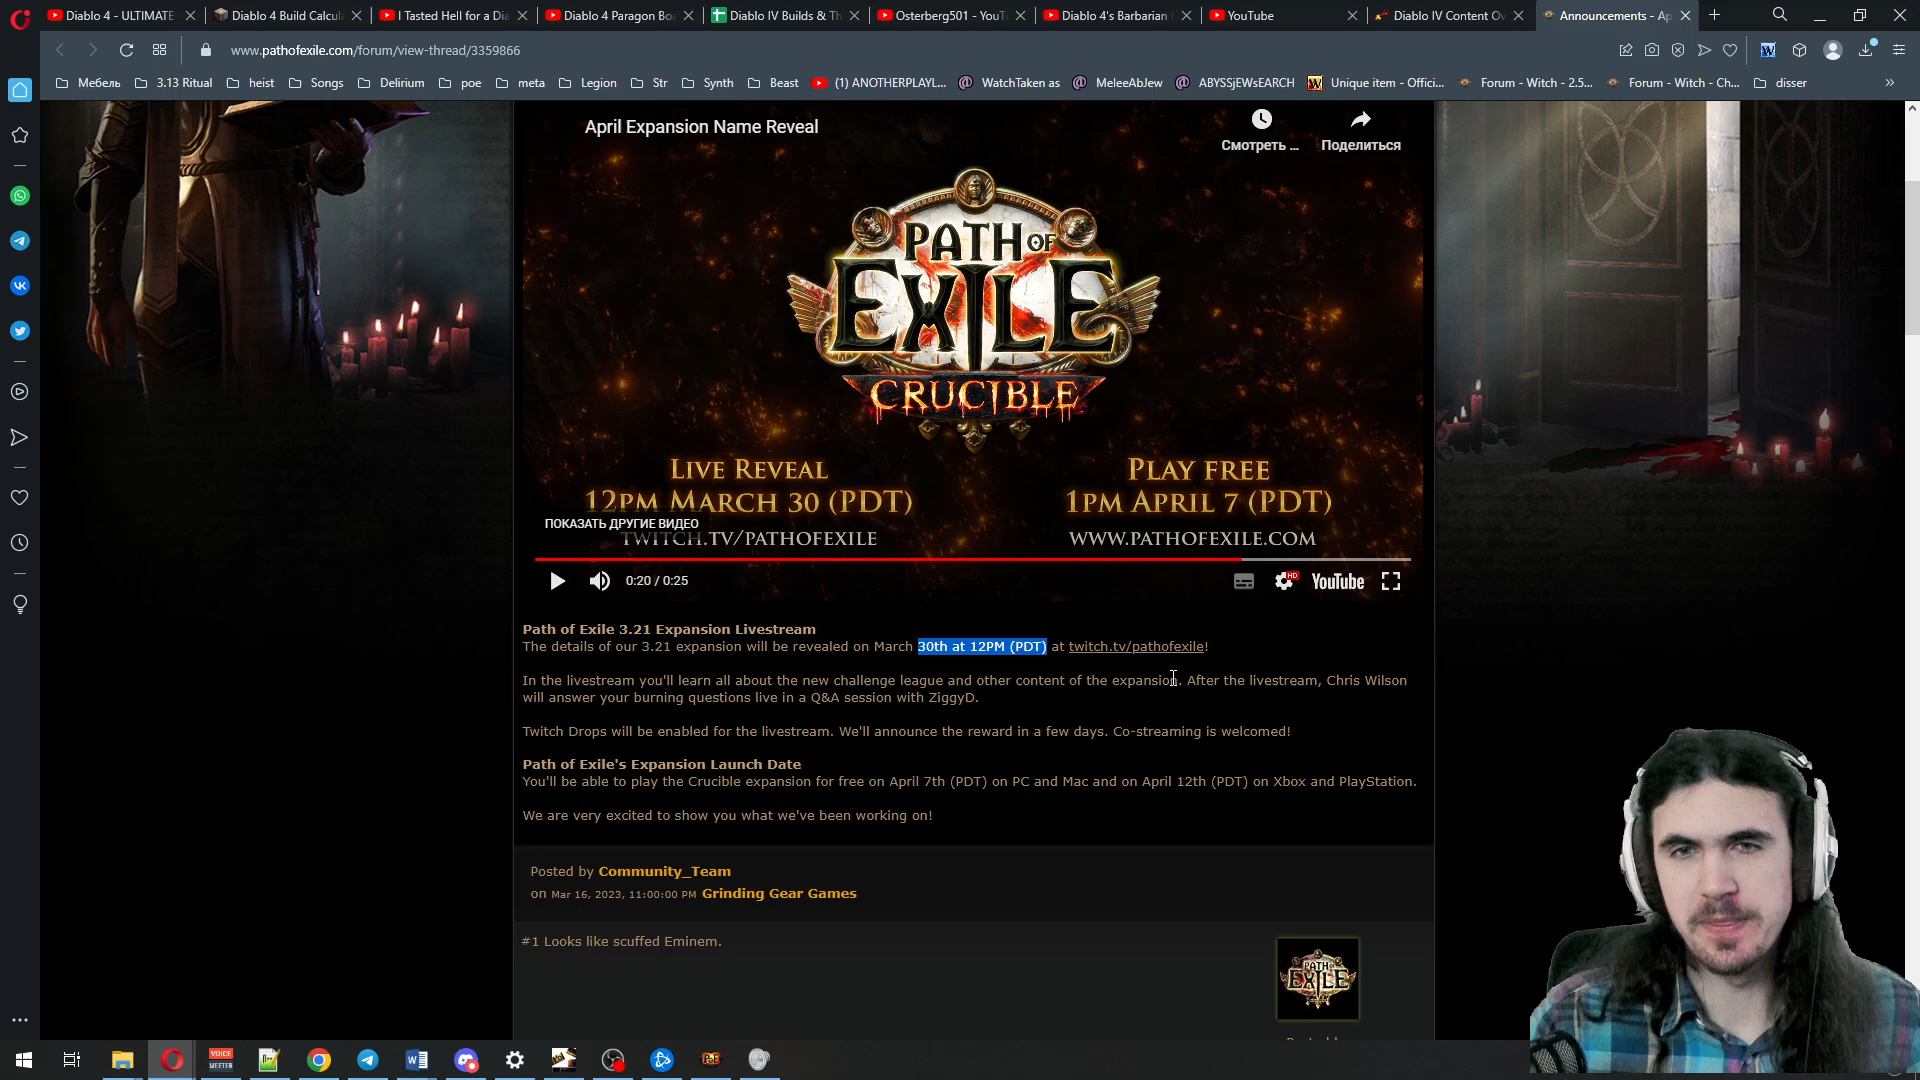 Diablo 4 - ULTIMATE
Diablo 4 Build Calcul
I Tasted Hell for a Di
Diablo 4 Paragon Bo
Diablo IV Builds & Th
Osterberg501 - YouT
Diablo 4's Barbarian
YouTube
Diablo IV Content Ov
Announcements - Ap
www.pathofexile.com/forum/view-thread/3359866
Мебель
3.13 Ritual
heist
Songs
Delirium
poe
meta
Legion
Str
Synth
Beast
(1) ANOTHERPLAYL...
WatchTaken as
MeleeAbJew
ABYSSjEWsEARCH
Unique item - Offici...
Forum - Witch - 2.5...
Forum - Witch - Ch...
disser
April Expansion Name Reveal
Смотреть ...
Поделиться
PATH OF
EXILE
CRUCIBLE
LIVE REVEAL
12PM MARCH 30 (PDT)
TWITCH.TV/PATHOFEXILE
PLAY FREE
1PM APRIL 7 (PDT)
WWW.PATHOFEXILE.COM
ПОКАЗАТЬ ДРУГИЕ ВИДЕО
0:20 / 0:25
HD
YouTube
Path of Exile 3.21 Expansion Livestream
The details of our 3.21 expansion will be revealed on March 30th at 12PM (PDT) at twitch.tv/pathofexile!
In the livestream you'll learn all about the new challenge league and other content of the expansion. After the livestream, Chris Wilson
will answer your burning questions live in a Q&A session with ZiggyD.
Twitch Drops will be enabled for the livestream. We'll announce the reward in a few days. Co-streaming is welcomed!
Path of Exile's Expansion Launch Date
You'll be able to play the Crucible expansion for free on April 7th (PDT) on PC and Mac and on April 12th (PDT) on Xbox and PlayStation.
We are very excited to show you what we've been working on!
Posted by Community_Team
on Mar 16, 2023, 11:00:00 PM Grinding Gear Games
#1 Looks like scuffed Eminem.
PATH OF
EXILE
VOICE
MEETER
PoE